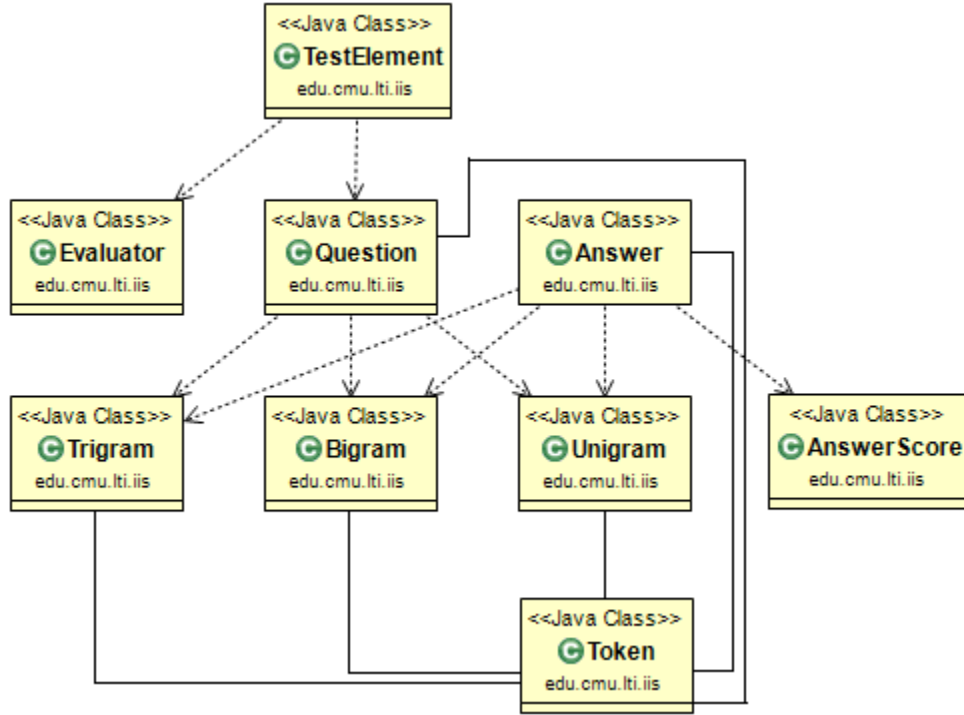 <<Java Class>>
C TestElement
edu.cmu.lti.iis
<<Java Class>>
C Evaluator
edu.cmu.lti.iis
<<Java Class>>
C Question
edu.cmu.lti.iis
<<Java Class>>
C Answer
edu.cmu.lti.iis
<<Java Class>>
C Trigram
edu.cmu.lti.iis
<<Java Class>>
C Bigram
edu.cmu.lti.iis
<<Java Class>>
C Unigram
edu.cmu.lti.iis
<<Java Class>>
C AnswerScore
edu.cmu.lti.iis
<<Java Class>>
C Token
edu.cmu.lti.iis